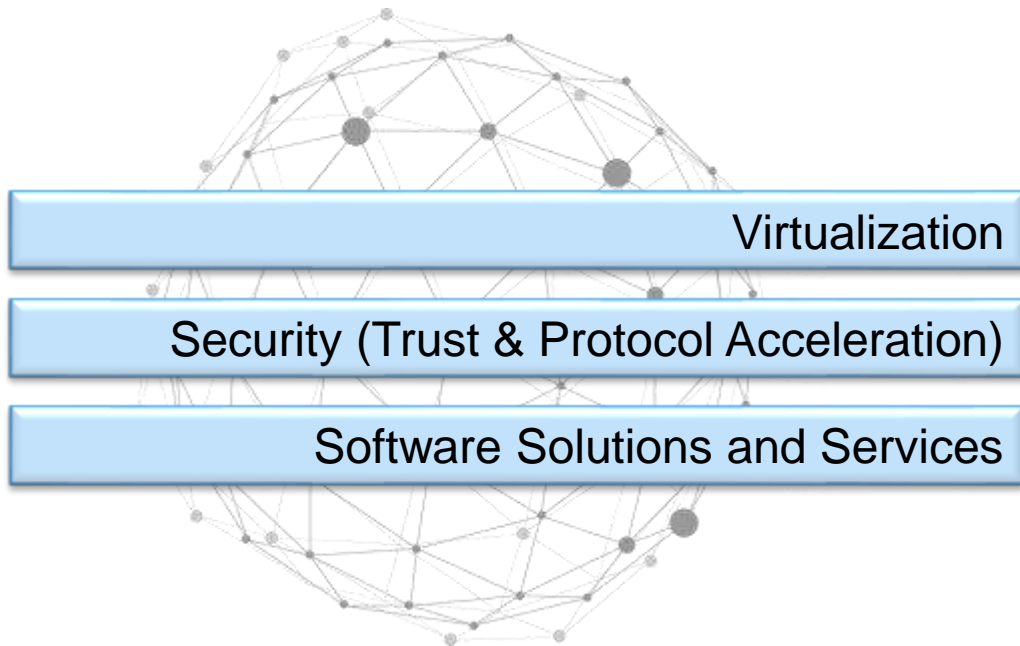 Virtualization
Security (Trust & Protocol Acceleration)
Software Solutions and Services